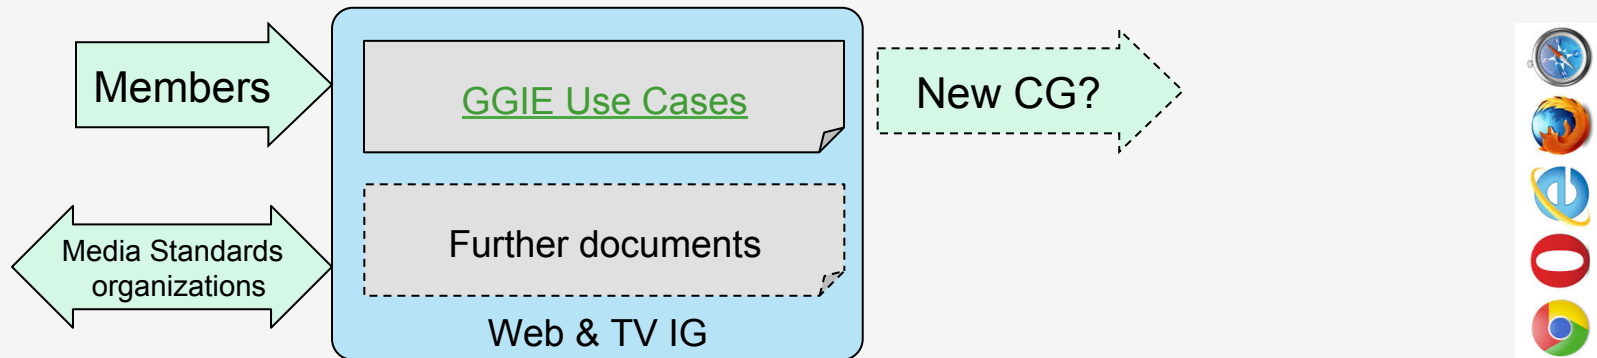 Members
GGIE Use Cases
New CG?
Media Standards
organizations
Further documents
Web & TV IG